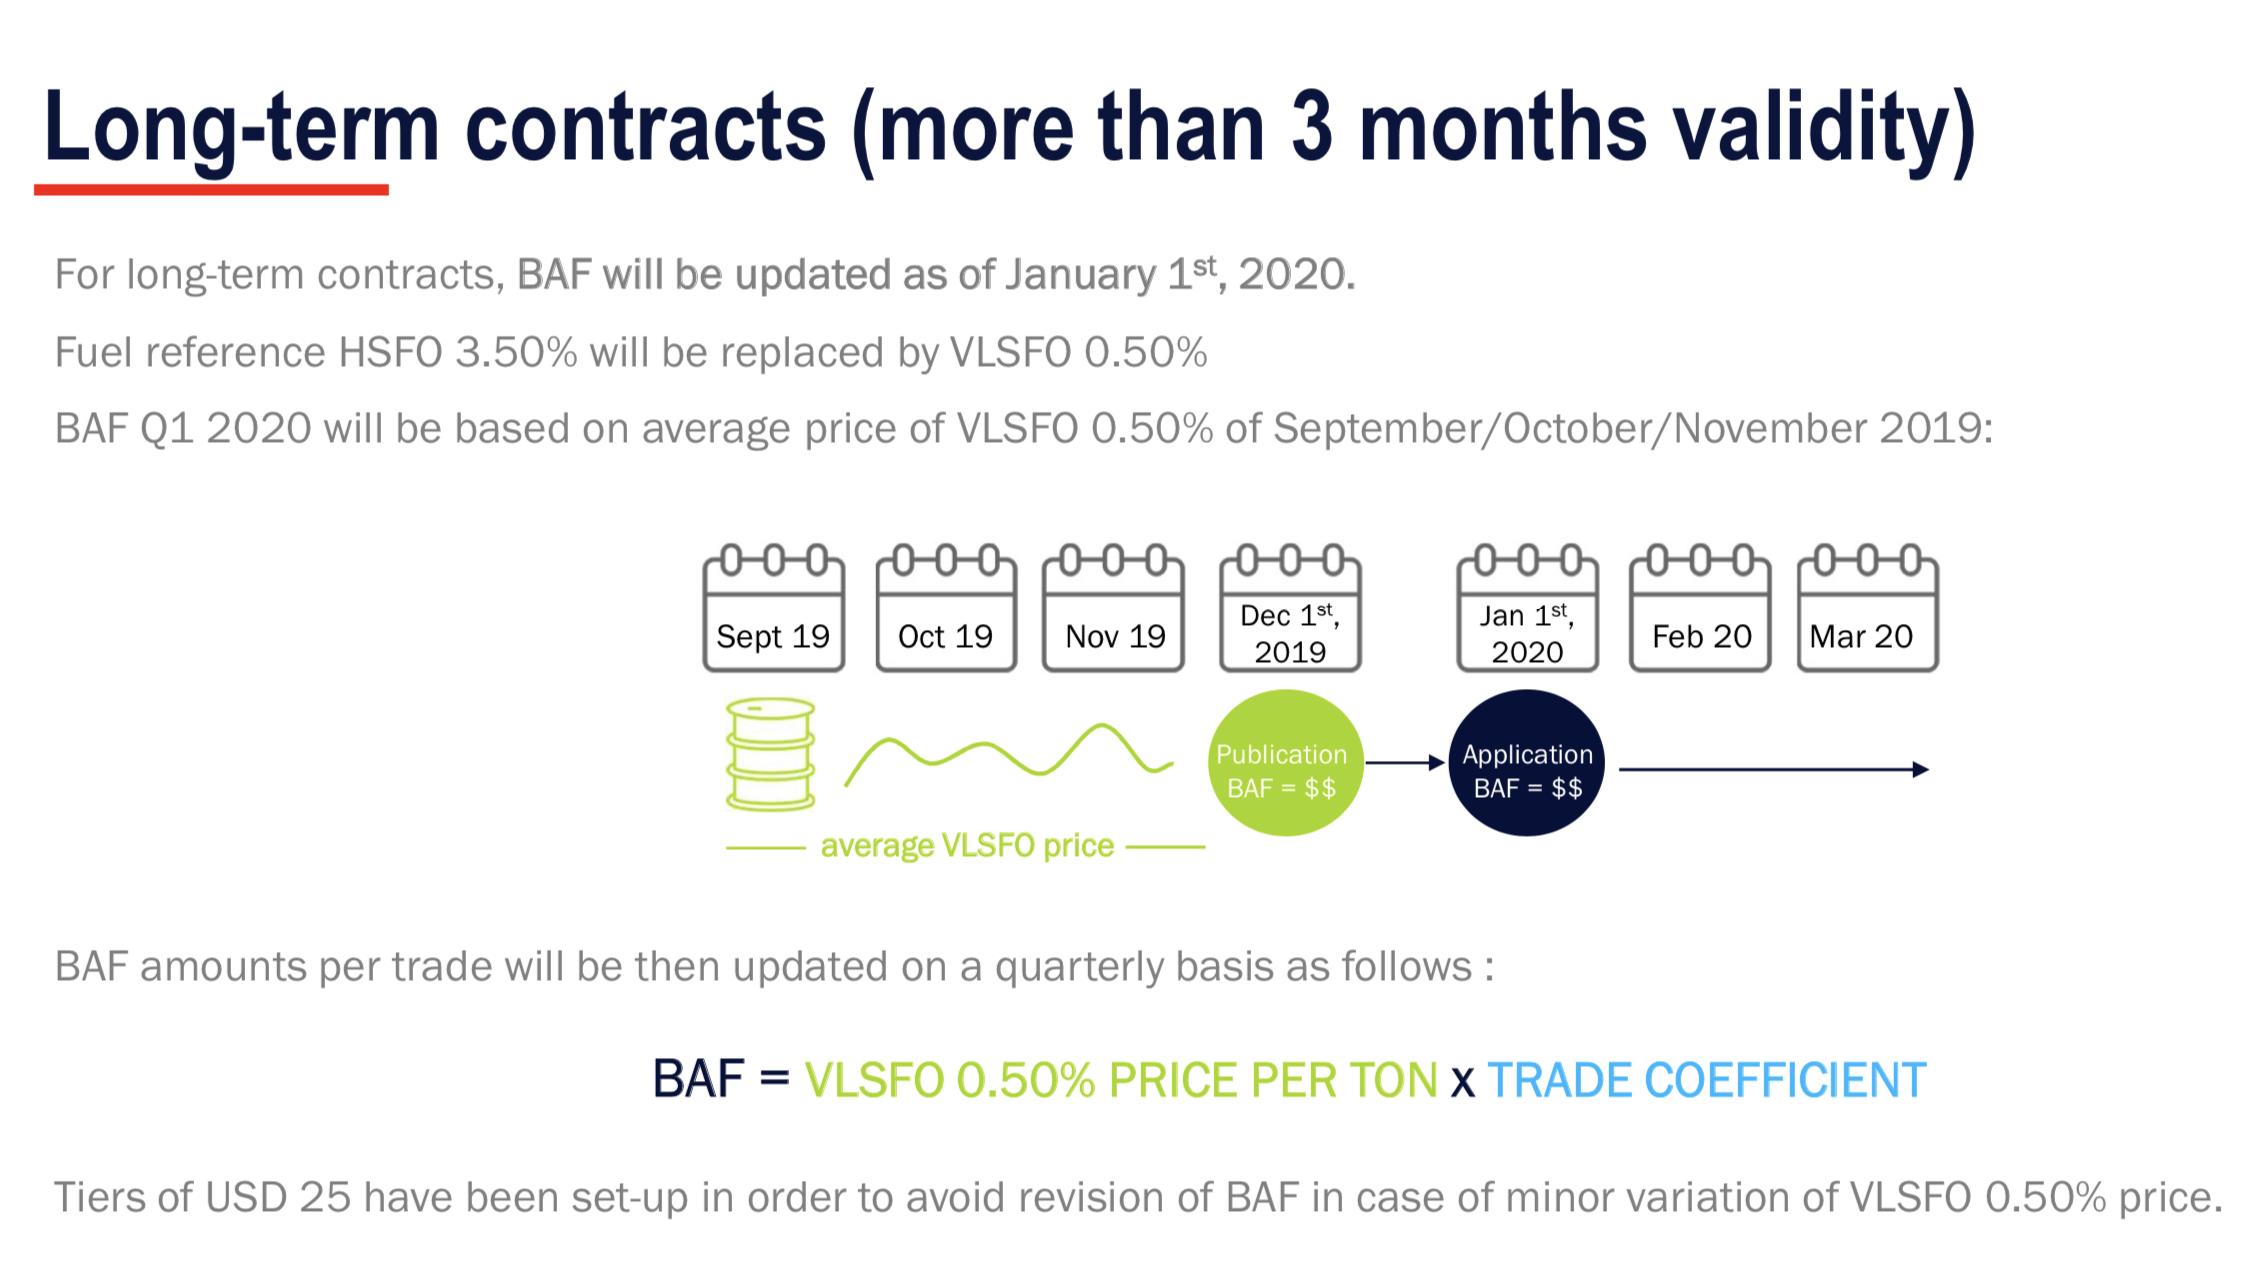 Long-term contracts (more than 3 months validity)
For long-term contracts, BAF will be updated as of January 1st, 2020.
Fuel reference HSFO 3.50% will be replaced by VLSFO 0.50%
BAF Q1 2020 will be based on average price of VLSFO 0.50% of September/October/November 2019:
Sept 19
Oct 19
Nov 19
Dec 1st,
2019
Jan 1st,
2020
Feb 20
Mar 20
Publication
BAF = $$
Application
BAF = $$
average VLSFO price
BAF amounts per trade will be then updated on a quarterly basis as follows :
BAF = VLSFO 0.50% PRICE PER TON x TRADE COEFFICIENT
Tiers of USD 25 have been set-up in order to avoid revision of BAF in case of minor variation of VLSFO 0.50% price.